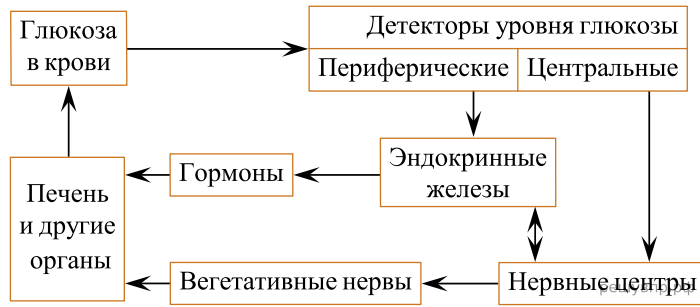 Глюкоза
в крови
Детекторы уровня глюкозы
Периферические
Центральные
Эндокринные
железы
Гормоны
Печень
и другие
органы
Вегетативные нервы
Нервные центры